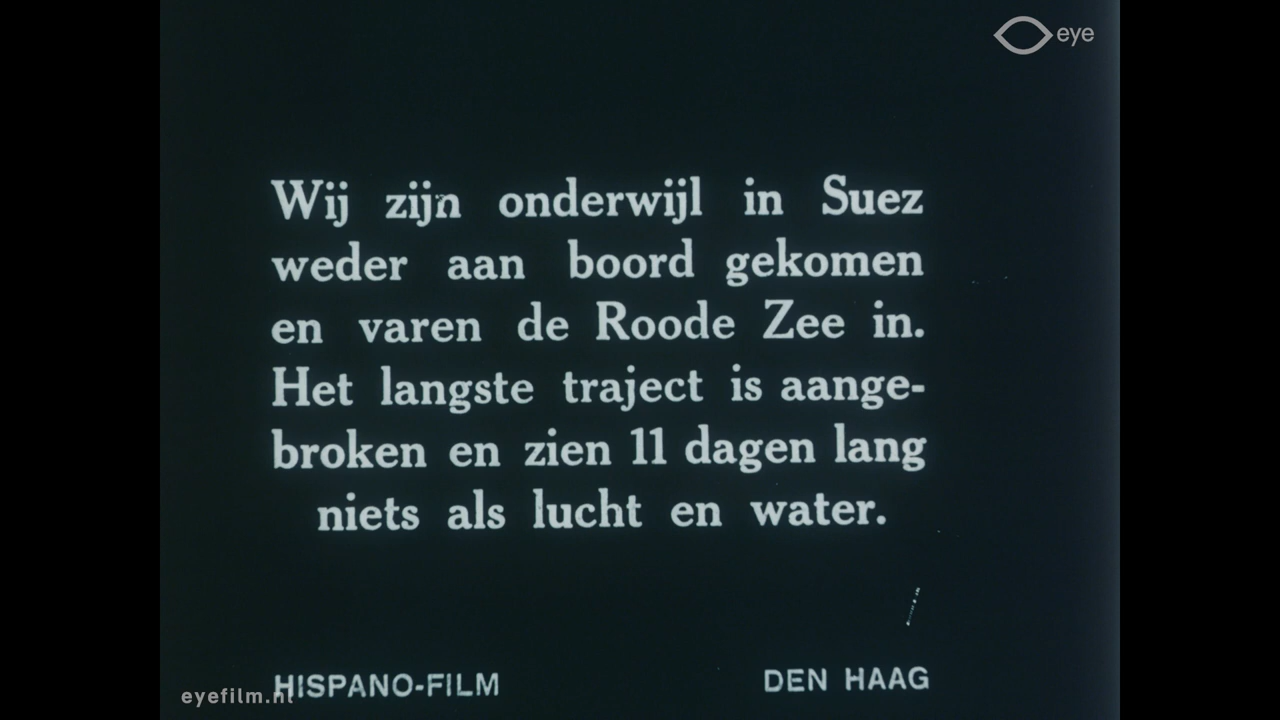 eye
Wij zijn onderwijl in Suez
weder aan boord gekomen
en varen de Roode Zee in.
Het langste traject is aange-
broken en zien 11 dagen lang
niets als lucht en water.
HISPANO-FILM DEN HAAG
eyefilm.nl